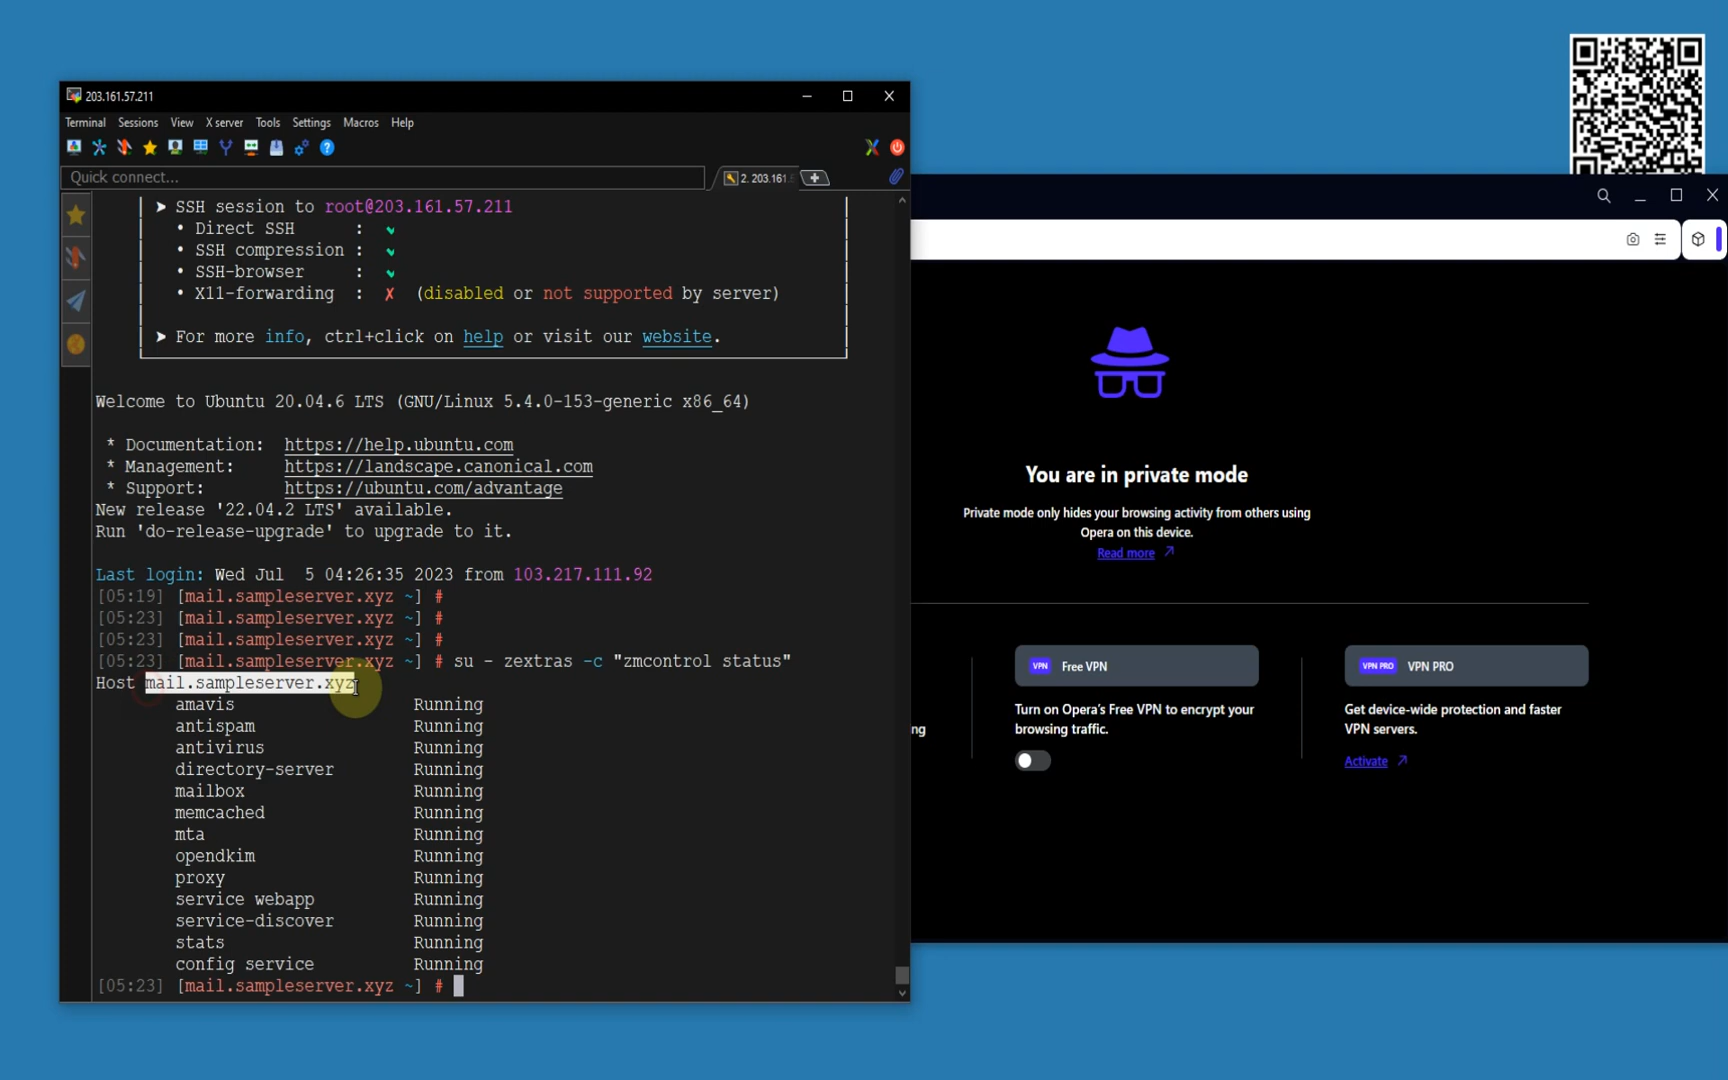 203.161.57.211
Terminal Sessions View X server Tools Settings Macros Help
Quick connect...
2. 203.161.
➤ SSH session to root@203.161.57.211
• Direct SSH :
• SSH compression :
• SSH-browser :
• X11-forwarding : ✗ (disabled or not supported by server)
➤ For more info, ctrl+click on help or visit our website.
Welcome to Ubuntu 20.04.6 LTS (GNU/Linux 5.4.0-153-generic x86_64)
* Documentation: https://help.ubuntu.com
* Management: https://landscape.canonical.com
* Support: https://ubuntu.com/advantage
New release '22.04.2 LTS' available.
Run 'do-release-upgrade' to upgrade to it.
Last login: Wed Jul 5 04:26:35 2023 from 103.217.111.92
[05:19] [mail.sampleserver.xyz ~] #
[05:23] [mail.sampleserver.xyz ~] #
[05:23] [mail.sampleserver.xyz ~] #
[05:23] [mail.sampleserver.xyz ~] # su - zextras -c "zmcontrol status"
Host mail.sampleserver.xyz
amavis Running
antispam Running
antivirus Running
directory-server Running
mailbox Running
memcached Running
mta Running
opendkim Running
proxy Running
service webapp Running
service-discover Running
stats Running
config service Running
[05:23] [mail.sampleserver.xyz ~] #
You are in private mode
Private mode only hides your browsing activity from others using
Opera on this device.
Read more
ng
VPN Free VPN
Turn on Opera's Free VPN to encrypt your
browsing traffic.
VPN PRO VPN PRO
Get device-wide protection and faster
VPN servers.
Activate